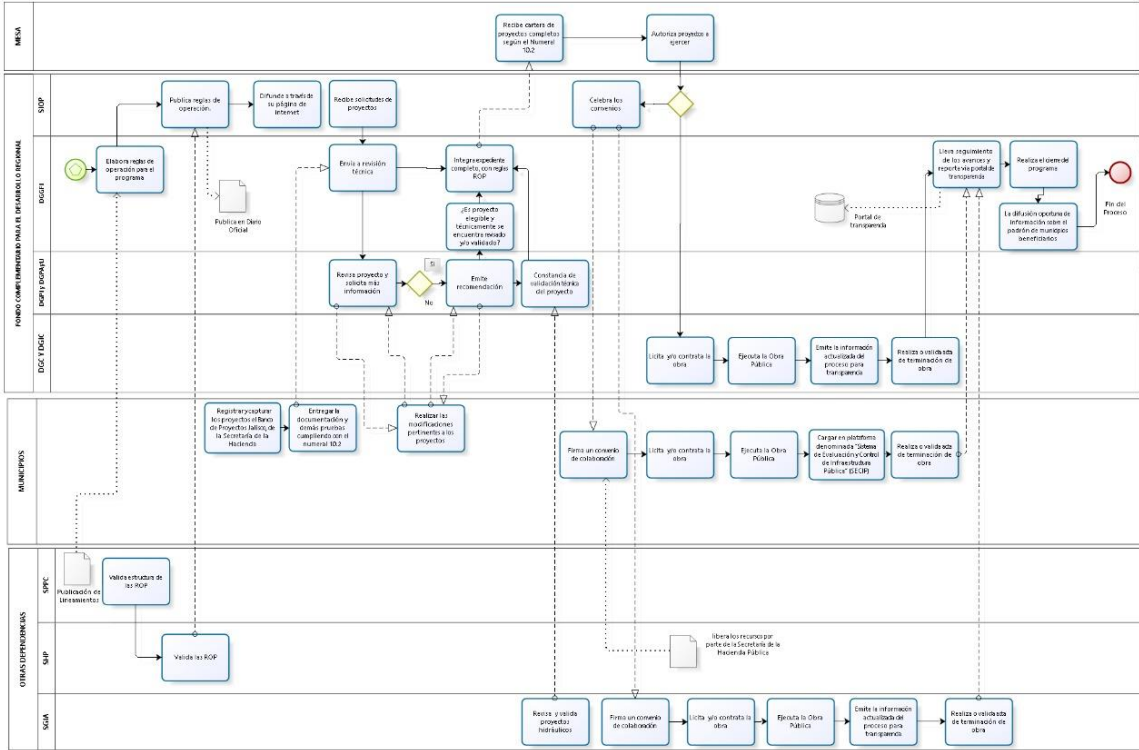 MESA
Recibe cartera de
proyectos completos
según el Numeral
10.2
Autoriza proyectos a
ejercer
FONDO COMPLEMENTARIO PARA EL DESARROLLO REGIONAL
SIOP
Publica reglas de
operación.
Difunde a través de
su página de
internet
Recibe solicitudes de
proyectos
Celebra los
convenios
Elabora reglas de
operación para el
programa
Publica en Diario
Oficial
Envía a revisión
técnica
Integra expediente
completo, con reglas
ROP
¿Es proyecto
elegible y
técnicamente se
encuentra revisado
y/o validado?
Portal de
transparencia
Lleva seguimiento
de los avances y
reporte vía portal de
transparencia
Realiza el cierre del
programa
La difusión oportuna de
información sobre el
padrón de municipios
beneficiarios
Fin del
Proceso
Revisa proyecto y
solicita más
información
Si
No
Emite
recomendación
Constancia de
validación técnica
del proyecto
DGC Y DGIC
Licita y/o contrata la
obra
Ejecuta la Obra
Pública
Emite la información
actualizada del
proceso para
transparencia
Realiza o valida acta
de terminación de
obra
MUNICIPIOS
Registrar y capturar
los proyectos el Banco
de Proyectos Jalisco, de
la Secretaría de la
Hacienda
Entregar la
documentación y
demás pruebas
cumpliendo con el
numeral 10.2
Realizar las
modificaciones
pertinentes a los
proyectos
Firma un convenio
de colaboración
Licita y/o contrata la
obra
Ejecuta la Obra
Pública
Cargar en plataforma
denominada "Sistema
de Evaluación y Control
de Infraestructura
Pública" (SECIP)
Realiza o valida acta
de terminación de
obra
OTRAS DEPENDENCIAS
SPPC
Publicación de
Lineamientos
Valida estructura de
las ROP
SHP
Valida las ROP
libera los recursos por
parte de la Secretaría de la
Hacienda Pública
SGIA
Revisa y valida
proyectos
hidráulicos
Firma un convenio
de colaboración
Licita y/o contrata la
obra
Ejecuta la Obra
Pública
Emite la información
actualizada del
proceso para
transparencia
Realiza o valida acta
de terminación de
obra